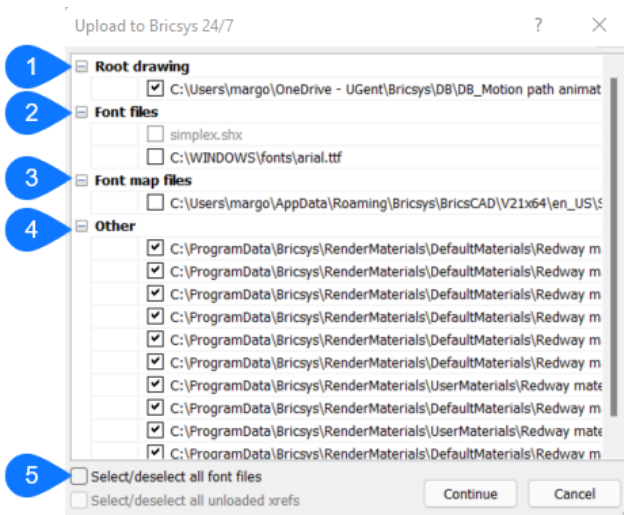 Upload to Bricsys 24/7
?
1
Root drawing
C:\Users\margo\OneDrive - UGent\Bricsys\DB\DB_Motion path animat
2
Font files
simplex.shx
C:\WINDOWS\fonts\arial.ttf
3
Font map files
C:\Users\margo\AppData\Roaming\Bricsys\BricsCAD\V21x64\en_US\S
4
Other
C:\ProgramData\Bricsys\RenderMaterials\DefaultMaterials\Redway m
C:\ProgramData\Bricsys\RenderMaterials\DefaultMaterials\Redway m
C:\ProgramData\Bricsys\RenderMaterials\DefaultMaterials\Redway m
C:\ProgramData\Bricsys\RenderMaterials\DefaultMaterials\Redway m
C:\ProgramData\Bricsys\RenderMaterials\DefaultMaterials\Redway m
C:\ProgramData\Bricsys\RenderMaterials\DefaultMaterials\Redway m
C:\ProgramData\Bricsys\RenderMaterials\UserMaterials\Redway mate
C:\ProgramData\Bricsys\RenderMaterials\DefaultMaterials\Redway m
C:\ProgramData\Bricsys\RenderMaterials\UserMaterials\Redway mate
C:\ProgramData\Bricsys\RenderMaterials\DefaultMaterials\Redway m
5
Select/deselect all font files
Select/deselect all unloaded xrefs
Continue
Cancel